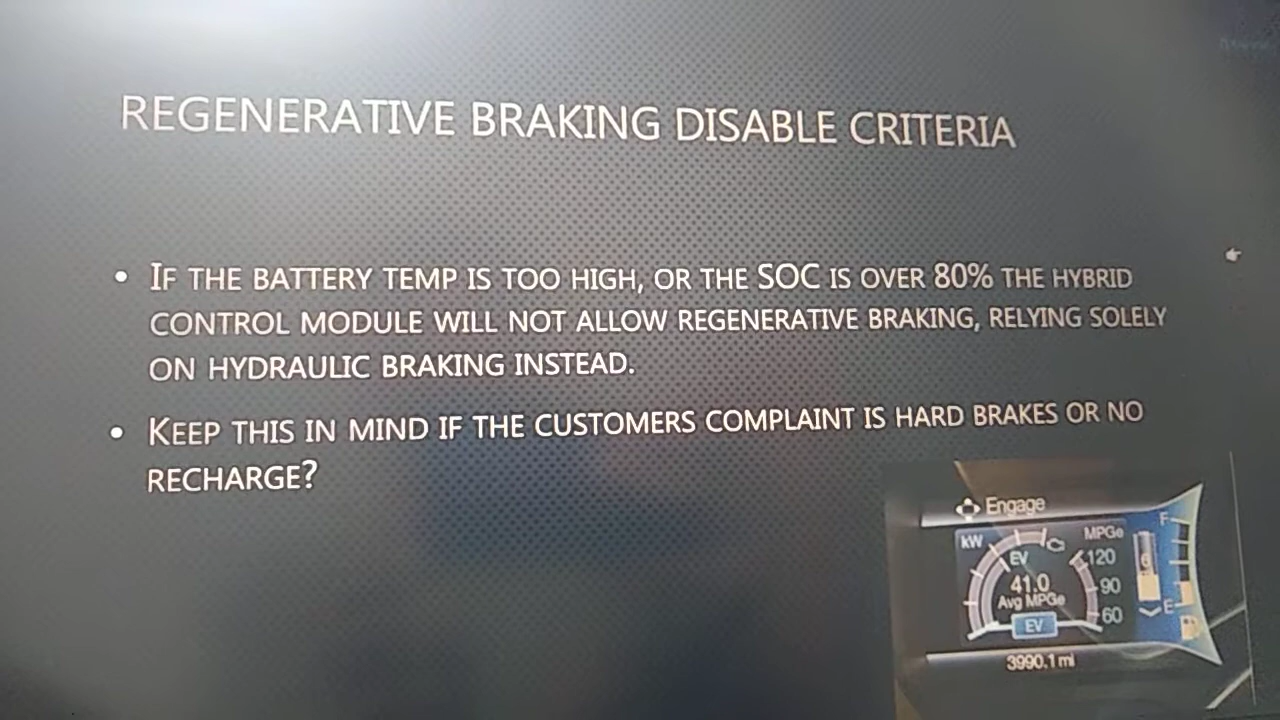 REGENERATIVE BRAKING DISABLE CRITERIA
• IF THE BATTERY TEMP IS TOO HIGH, OR THE SOC IS OVER 80% THE HYBRID
CONTROL MODULE WILL NOT ALLOW REGENERATIVE BRAKING, RELYING SOLELY
ON HYDRAULIC BRAKING INSTEAD.
• KEEP THIS IN MIND IF THE CUSTOMERS COMPLAINT IS HARD BRAKES OR NO
RECHARGE?
Engage
kW
MPGe
F
EV
120
41.0
90
Avg MPGe
60
E
EV
3990.1 mi